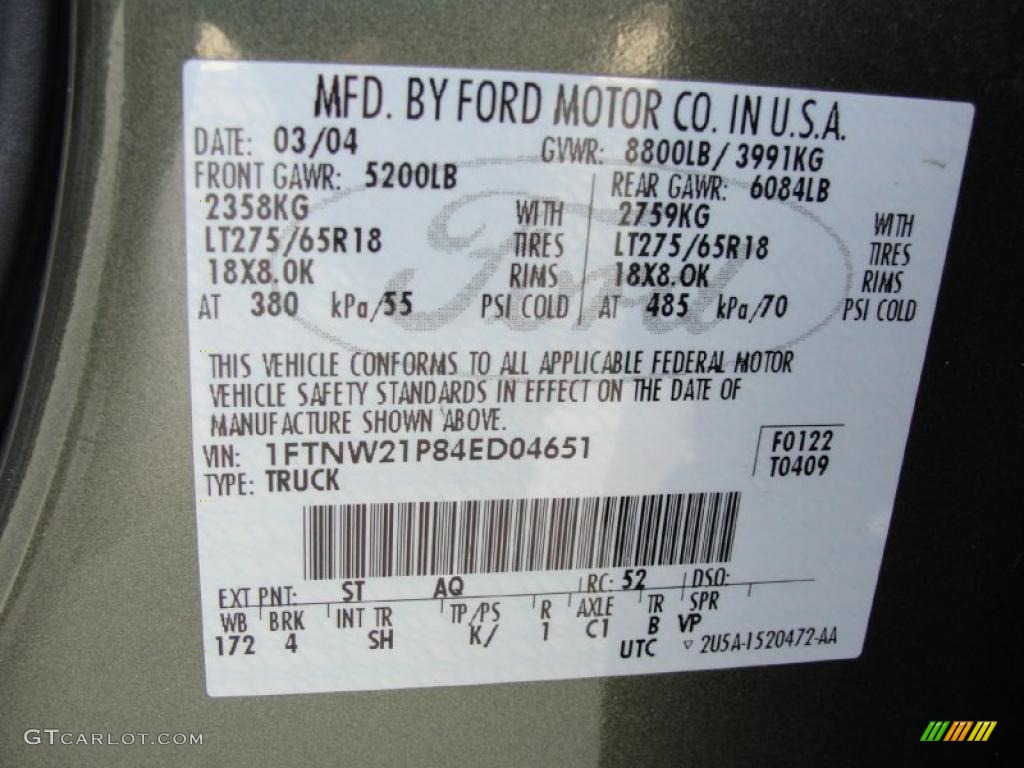 MFD. BY FORD MOTOR CO. IN U.S.A.
DATE: 03/04 GVWR: 8800LB/3991KG
FRONT GAWR: 5200LB REAR GAWR: 6084LB
2358KG WITH 2759KG WITH
LT275/65R18 TIRES LT275/65R18 TIRES
18X8.0K RIMS 18X8.0K RIMS
AT 380 kPa/55 PSI COLD AT 485 kPa/70 PSI COLD
Ford
THIS VEHICLE CONFORMS TO ALL APPLICABLE FEDERAL MOTOR
VEHICLE SAFETY STANDARDS IN EFFECT ON THE DATE OF
MANUFACTURE SHOWN ABOVE.
VIN: 1FTNW21P84ED04651 F0122
TYPE: TRUCK T0409
EXT PNT: ST AQ RC: 52 DSO:
WB BRK INT TR TP/PS R AXLE TR SPR
172 4 SH K/ 1 C1 B VP
UTC ▽ 2U5A-1520472-AA
GTCARLOT.COM